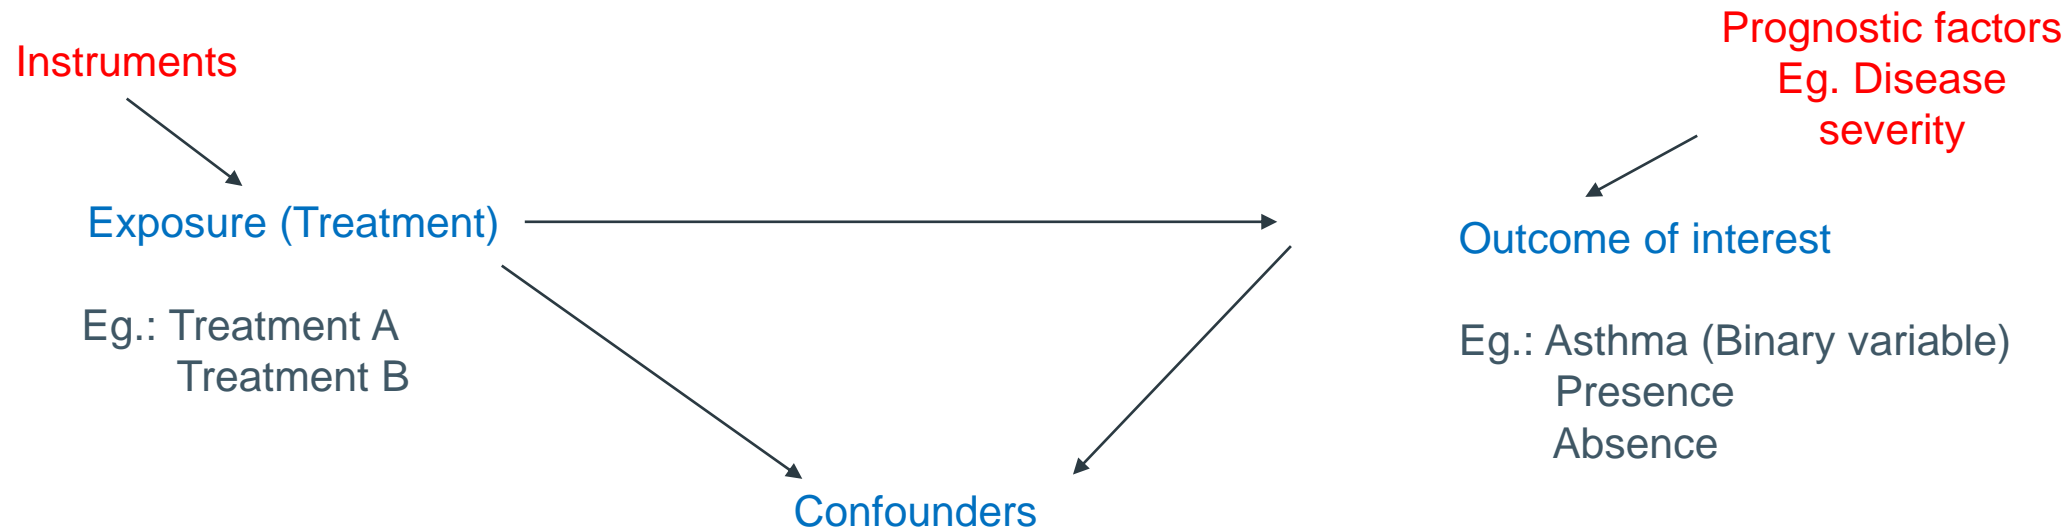 Instruments
Prognostic factors
Eg. Disease
severity
Exposure (Treatment)
Outcome of interest
Eg.: Treatment A
Treatment B
Eg.: Asthma (Binary variable)
Presence
Absence
Confounders